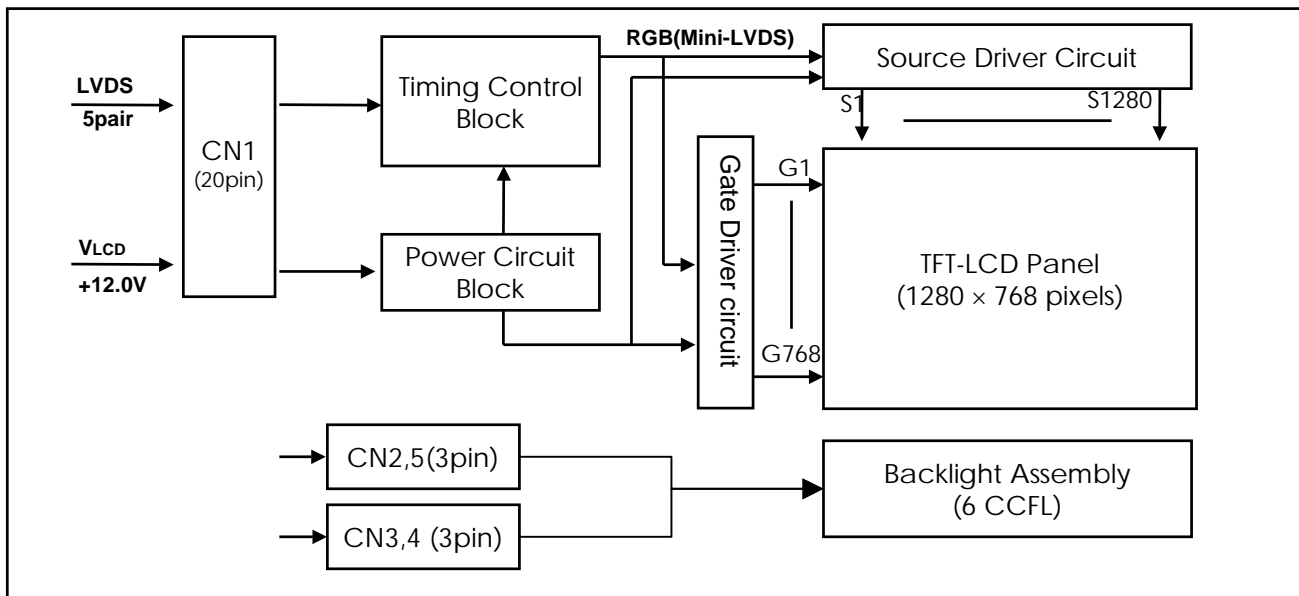 RGB(Mini-LVDS)
LVDS
5pair
CN1
(20pin)
VLCD
+12.0V
Timing Control
Block
Power Circuit
Block
Source Driver Circuit
S1
S1280
Gate Driver circuit
G1
G768
TFT-LCD Panel
(1280 × 768 pixels)
CN2,5(3pin)
CN3,4 (3pin)
Backlight Assembly
(6 CCFL)